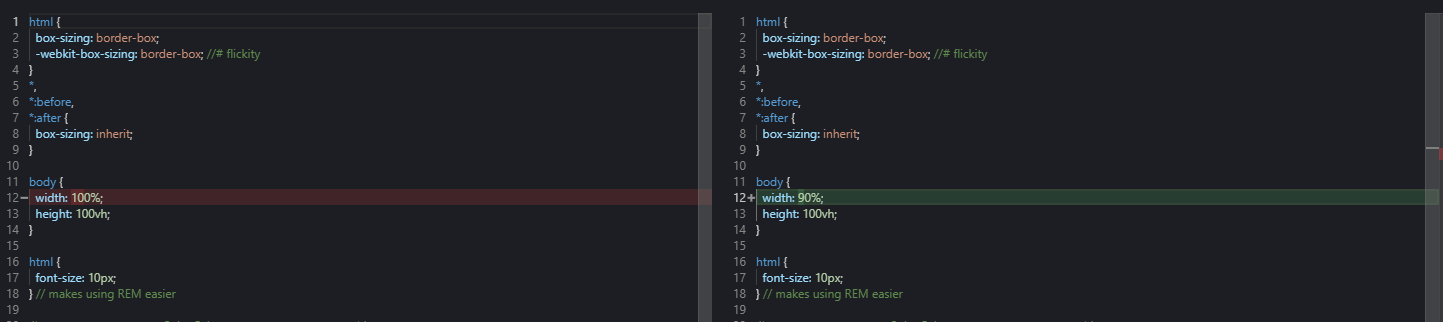 1 html {
2 box-sizing: border-box;
3 -webkit-box-sizing: border-box; //# flickity
4 }
5 *,
6 *:before,
7 *:after {
8 box-sizing: inherit;
9 }
10
11 body {
12− width: 100%;
13 height: 100vh;
14 }
15
16 html {
17 font-size: 10px;
18 } // makes using REM easier
19
1 html {
2 box-sizing: border-box;
3 -webkit-box-sizing: border-box; //# flickity
4 }
5 *,
6 *:before,
7 *:after {
8 box-sizing: inherit;
9 }
10
11 body {
12+ width: 90%;
13 height: 100vh;
14 }
15
16 html {
17 font-size: 10px;
18 } // makes using REM easier
19